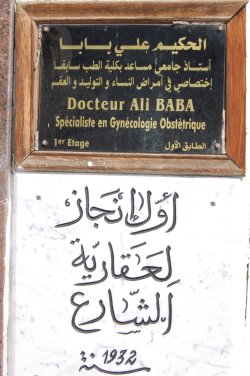 الحكيم علي بابا
أستاذ جامعي مساعد بكلية الطب سابقا
إختصاصي في أمراض النساء و التوليد و العقم
Docteur Ali BABA
Spécialiste en Gynécologie Obstétrique
1er Etage الطابق الأول
أول إنجاز
لعقارية
الشارع
سنة 1932